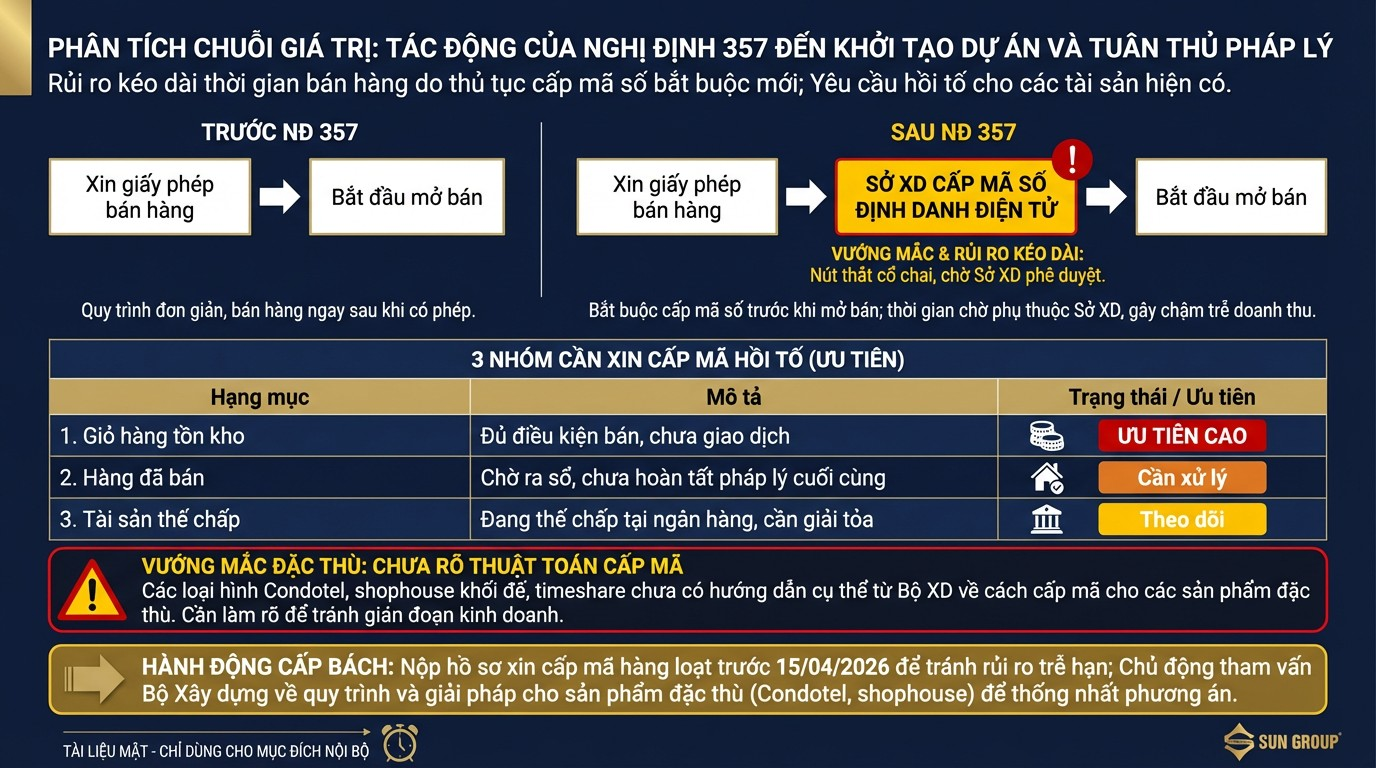 PHÂN TÍCH CHUỖI GIÁ TRỊ: TÁC ĐỘNG CỦA NGHỊ ĐỊNH 357 ĐẾN KHỞI TẠO DỰ ÁN VÀ TUÂN THỦ PHÁP LÝ
Rủi ro kéo dài thời gian bán hàng do thủ tục cấp mã số bắt buộc mới; Yêu cầu hồi tố cho các tài sản hiện có.
TRƯỚC NĐ 357
Xin giấy phép
bán hàng
Bắt đầu mở bán
Quy trình đơn giản, bán hàng ngay sau khi có phép.
SAU NĐ 357
Xin giấy phép
bán hàng
SỞ XD CẤP MÃ SỐ
ĐỊNH DANH ĐIỆN TỬ
!
Bắt đầu mở bán
VƯỚNG MẮC & RỦI RO KÉO DÀI:
Nút thắt cổ chai, chờ Sở XD phê duyệt.
Bắt buộc cấp mã số trước khi mở bán; thời gian chờ phụ thuộc Sở XD, gây chậm trễ doanh thu.
3 NHÓM CẦN XIN CẤP MÃ HỒI TỐ (ƯU TIÊN)
Hạng mục Mô tả Trạng thái / Ưu tiên
1. Giỏ hàng tồn kho Đủ điều kiện bán, chưa giao dịch ƯU TIÊN CAO
2. Hàng đã bán Chờ ra sổ, chưa hoàn tất pháp lý cuối cùng Cần xử lý
3. Tài sản thế chấp Đang thế chấp tại ngân hàng, cần giải tỏa Theo dõi
VƯỚNG MẮC ĐẶC THÙ: CHƯA RÕ THUẬT TOÁN CẤP MÃ
Các loại hình Condotel, shophouse khối đế, timeshare chưa có hướng dẫn cụ thể từ Bộ XD về cách cấp mã cho các sản phẩm đặc
thù. Cần làm rõ để tránh gián đoạn kinh doanh.
HÀNH ĐỘNG CẤP BÁCH: Nộp hồ sơ xin cấp mã hàng loạt trước 15/04/2026 để tránh rủi ro trễ hạn; Chủ động tham vấn
Bộ Xây dựng về quy trình và giải pháp cho sản phẩm đặc thù (Condotel, shophouse) để thống nhất phương án.
TÀI LIỆU MẬT - CHỈ DÙNG CHO MỤC ĐÍCH NỘI BỘ
SUN GROUP